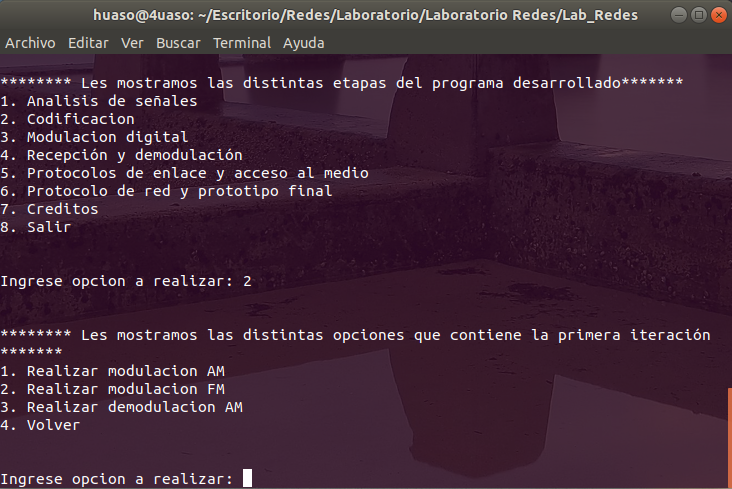 huaso@4uaso: ~/Escritorio/Redes/Laboratorio/Laboratorio Redes/Lab_Redes
Archivo Editar Ver Buscar Terminal Ayuda
******** Les mostramos las distintas etapas del programa desarrollado*******
1. Analisis de señales
2. Codificacion
3. Modulacion digital
4. Recepción y demodulación
5. Protocolos de enlace y acceso al medio
6. Protocolo de red y prototipo final
7. Creditos
8. Salir
Ingrese opcion a realizar: 2
******** Les mostramos las distintas opciones que contiene la primera iteración
*******
1. Realizar modulacion AM
2. Realizar modulacion FM
3. Realizar demodulacion AM
4. Volver
Ingrese opcion a realizar: